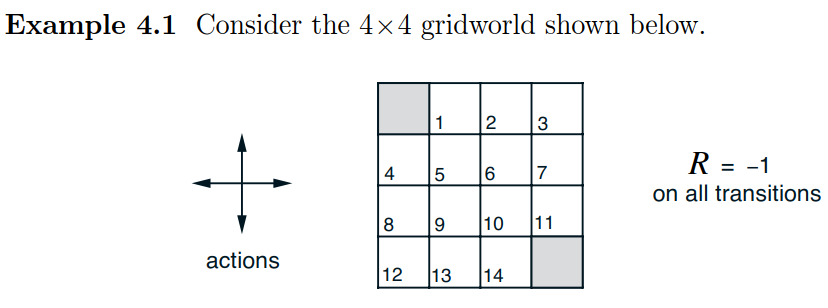 Example 4.1 Consider the 4×4 gridworld shown below.
1 2 3
R = −1
on all transitions
4 5 6 7
8 9 10 11
actions
12 13 14